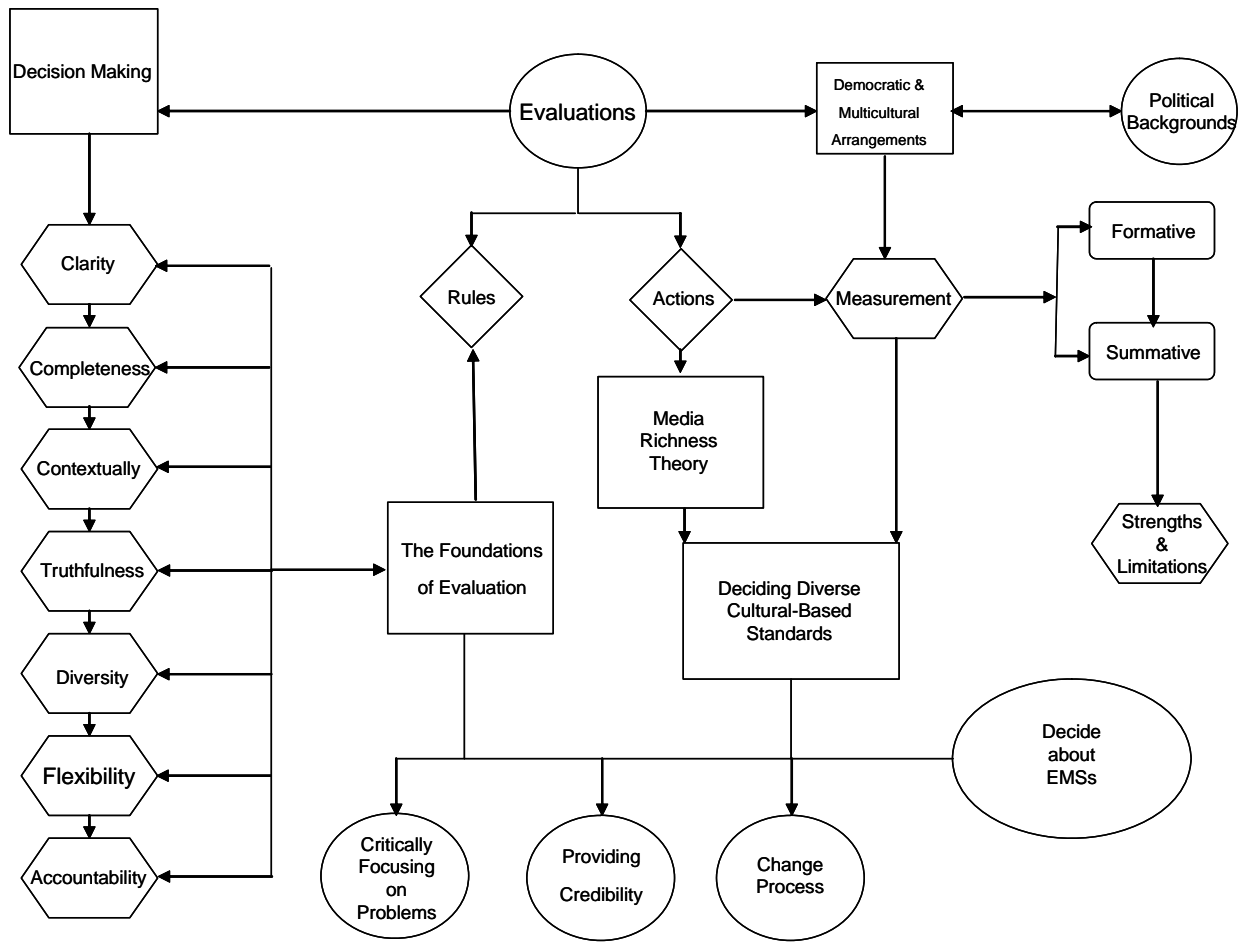 Decision Making
Evaluations
Democratic &
Multicultural
Arrangements
Political
Backgrounds
Clarity
Completeness
Contextually
Truthfulness
Diversity
Flexibility
Accountability
Rules
Actions
Measurement
Formative
Summative
Media
Richness
Theory
Strengths
&
Limitations
The Foundations
of Evaluation
Deciding Diverse
Cultural-Based
Standards
Decide
about
EMSs
Critically
Focusing
on
Problems
Providing
Credibility
Change
Process